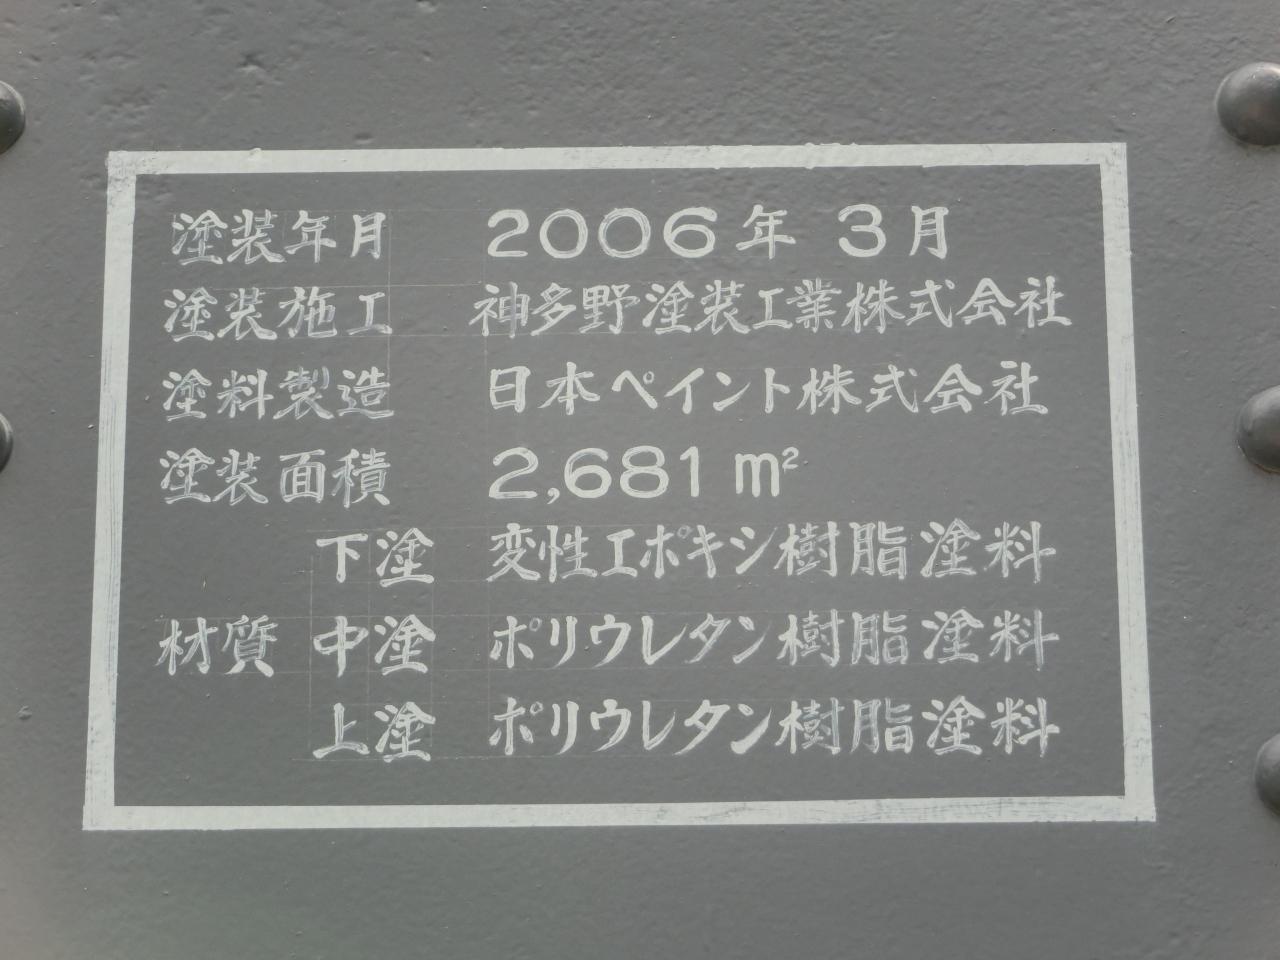 塗装年月 2006年 3月
塗装施工 神多野塗装工業株式会社
塗料製造 日本ペイント株式会社
塗装面積 2,681 m²
下塗 変性エポキシ樹脂塗料
材質 中塗 ポリウレタン樹脂塗料
上塗 ポリウレタン樹脂塗料